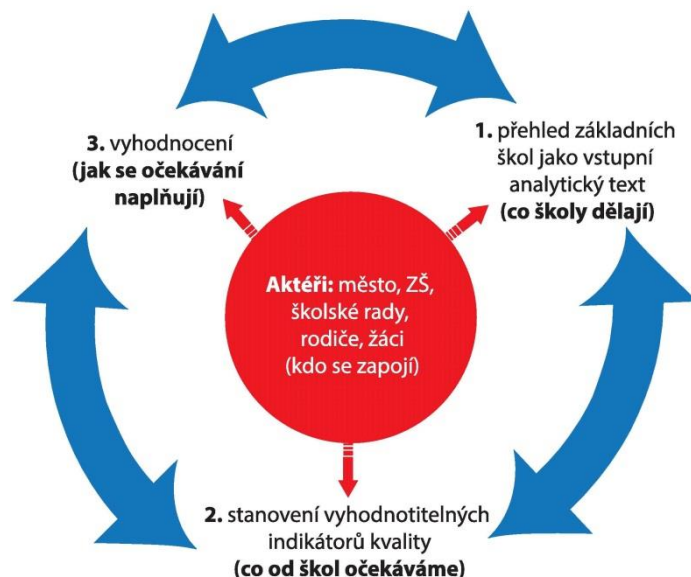 3. vyhodnocení
(jak se očekávání
naplňují)
1. přehled základních
škol jako vstupní
analytický text
(co školy dělají)
Aktéři: město, ZŠ,
školské rady,
rodiče, žáci
(kdo se zapojí)
2. stanovení vyhodnotitelných
indikátorů kvality
(co od škol očekáváme)